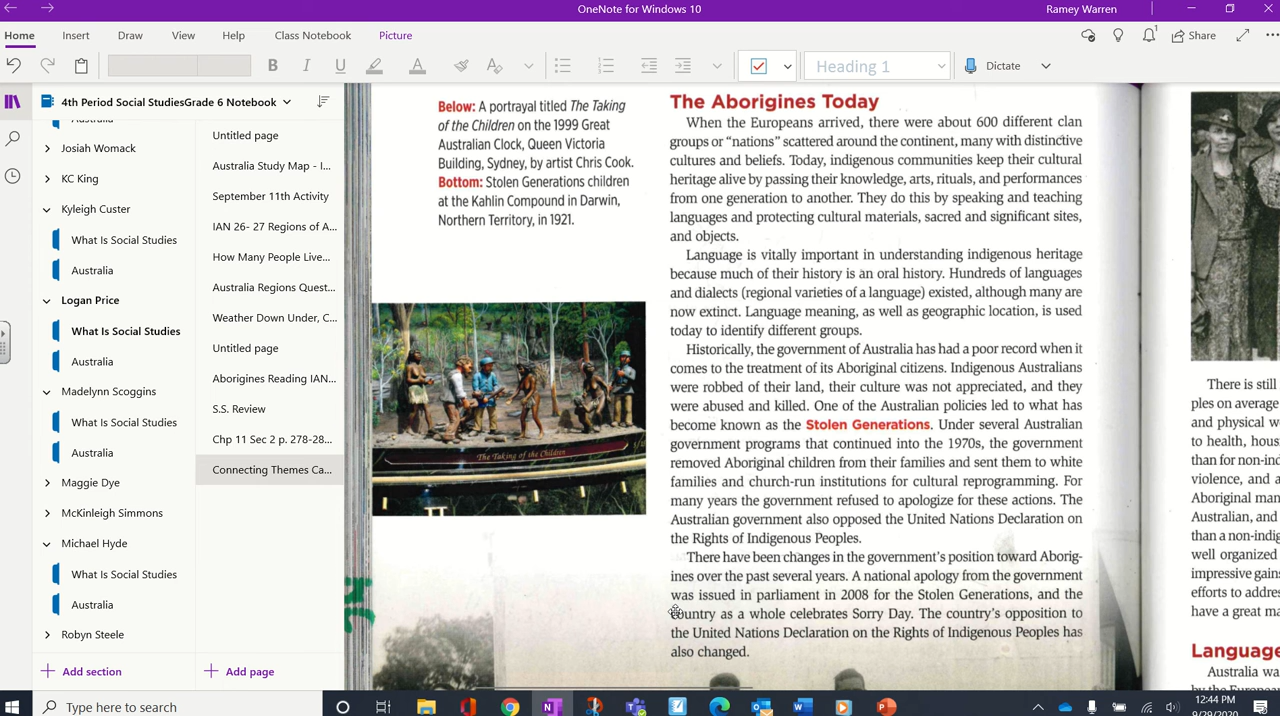 OneNote for Windows 10
Ramey Warren
Home Insert Draw View Help Class Notebook Picture
Share
B I U A
Heading 1
Dictate
4th Period Social StudiesGrade 6 Notebook
Josiah Womack
KC King
Kyleigh Custer
What Is Social Studies
Australia
Logan Price
What Is Social Studies
Australia
Madelynn Scoggins
What Is Social Studies
Australia
Maggie Dye
McKinleigh Simmons
Michael Hyde
What Is Social Studies
Australia
Robyn Steele
Add section
Untitled page
Australia Study Map - I...
September 11th Activity
IAN 26- 27 Regions of A...
How Many People Live...
Australia Regions Quest...
Weather Down Under, C...
Untitled page
Aborigines Reading IAN...
S.S. Review
Chp 11 Sec 2 p. 278-28...
Connecting Themes Ca...
Add page
Below: A portrayal titled The Taking
of the Children on the 1999 Great
Australian Clock, Queen Victoria
Building, Sydney, by artist Chris Cook.
Bottom: Stolen Generations children
at the Kahlin Compound in Darwin,
Northern Territory, in 1921.
The Taking of the Children
The Aborigines Today
When the Europeans arrived, there were about 600 different clan
groups or “nations” scattered around the continent, many with distinctive
cultures and beliefs. Today, indigenous communities keep their cultural
heritage alive by passing their knowledge, arts, rituals, and performances
from one generation to another. They do this by speaking and teaching
languages and protecting cultural materials, sacred and significant sites,
and objects.
Language is vitally important in understanding indigenous heritage
because much of their history is an oral history. Hundreds of languages
and dialects (regional varieties of a language) existed, although many are
now extinct. Language meaning, as well as geographic location, is used
today to identify different groups.
Historically, the government of Australia has had a poor record when it
comes to the treatment of its Aboriginal citizens. Indigenous Australians
were robbed of their land, their culture was not appreciated, and they
were abused and killed. One of the Australian policies led to what has
become known as the Stolen Generations. Under several Australian
government programs that continued into the 1970s, the government
removed Aboriginal children from their families and sent them to white
families and church-run institutions for cultural reprogramming. For
many years the government refused to apologize for these actions. The
Australian government also opposed the United Nations Declaration on
the Rights of Indigenous Peoples.
There have been changes in the government’s position toward Aborig-
ines over the past several years. A national apology from the government
was issued in parliament in 2008 for the Stolen Generations, and the
country as a whole celebrates Sorry Day. The country’s opposition to
the United Nations Declaration on the Rights of Indigenous Peoples has
also changed.
There is still
ples on average
and physical w
to health, hous
than for non-ind
violence, and a
Aboriginal man
Australian, and
than a non-indig
well organized
impressive gains
efforts to addres
have a great ma
Language
Australia wa
Type here to search
12:44 PM
9/29/2020